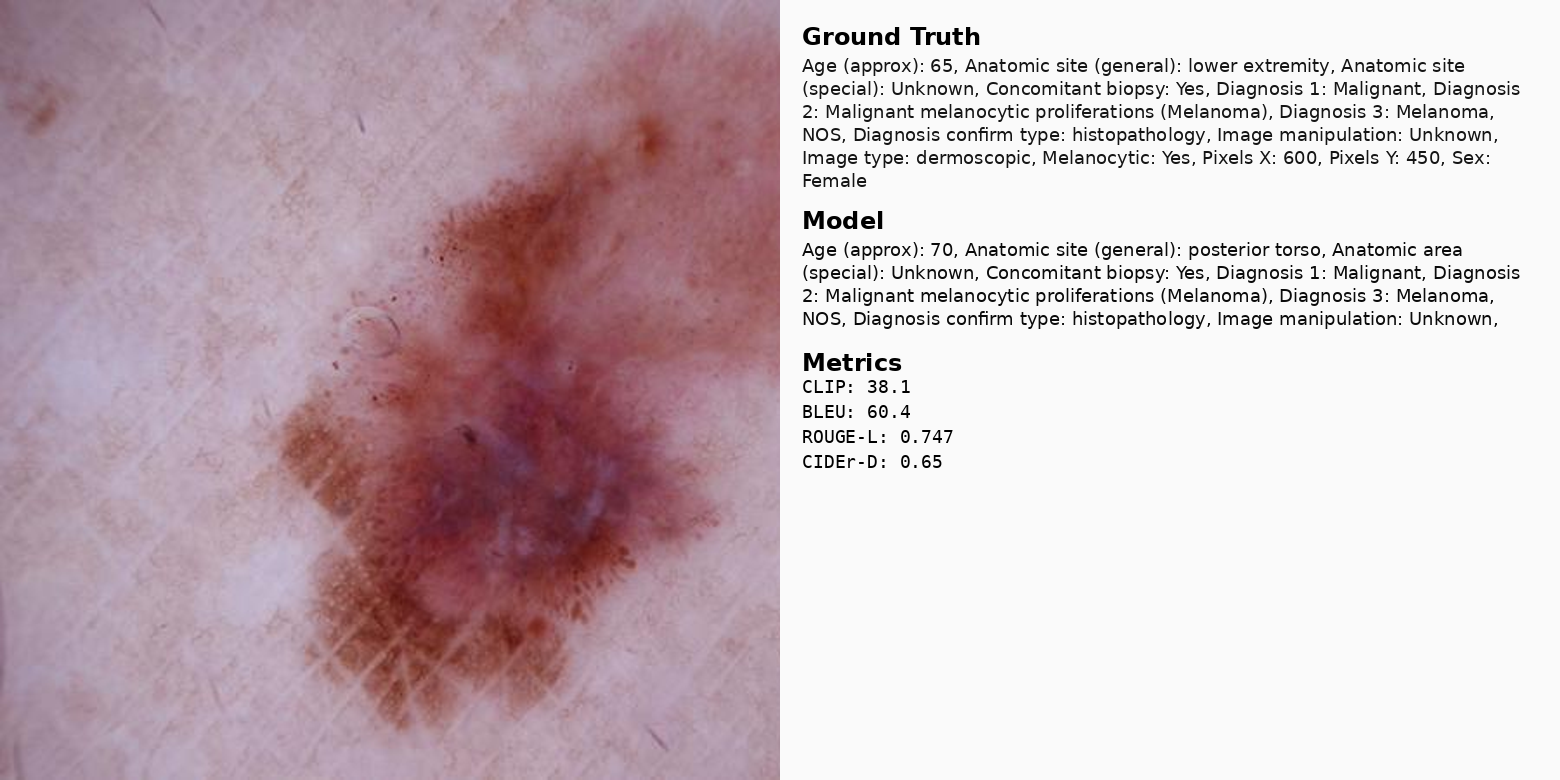 Ground Truth
Age (approx): 65, Anatomic site (general): lower extremity, Anatomic site
(special): Unknown, Concomitant biopsy: Yes, Diagnosis 1: Malignant, Diagnosis
2: Malignant melanocytic proliferations (Melanoma), Diagnosis 3: Melanoma,
NOS, Diagnosis confirm type: histopathology, Image manipulation: Unknown,
Image type: dermoscopic, Melanocytic: Yes, Pixels X: 600, Pixels Y: 450, Sex:
Female
Model
Age (approx): 70, Anatomic site (general): posterior torso, Anatomic area
(special): Unknown, Concomitant biopsy: Yes, Diagnosis 1: Malignant, Diagnosis
2: Malignant melanocytic proliferations (Melanoma), Diagnosis 3: Melanoma,
NOS, Diagnosis confirm type: histopathology, Image manipulation: Unknown,
Metrics
CLIP: 38.1
BLEU: 60.4
ROUGE-L: 0.747
CIDEr-D: 0.65